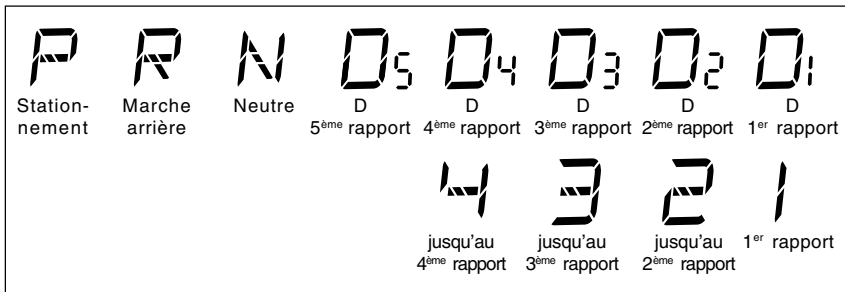 P R N D5 D4 D3 D2 D1
Station- Marche Neutre D D D D D
nement arrière 5ème rapport 4ème rapport 3ème rapport 2ème rapport 1er rapport
4 3 2 1
jusqu'au jusqu'au jusqu'au 1er rapport
4ème rapport 3ème rapport 2ème rapport